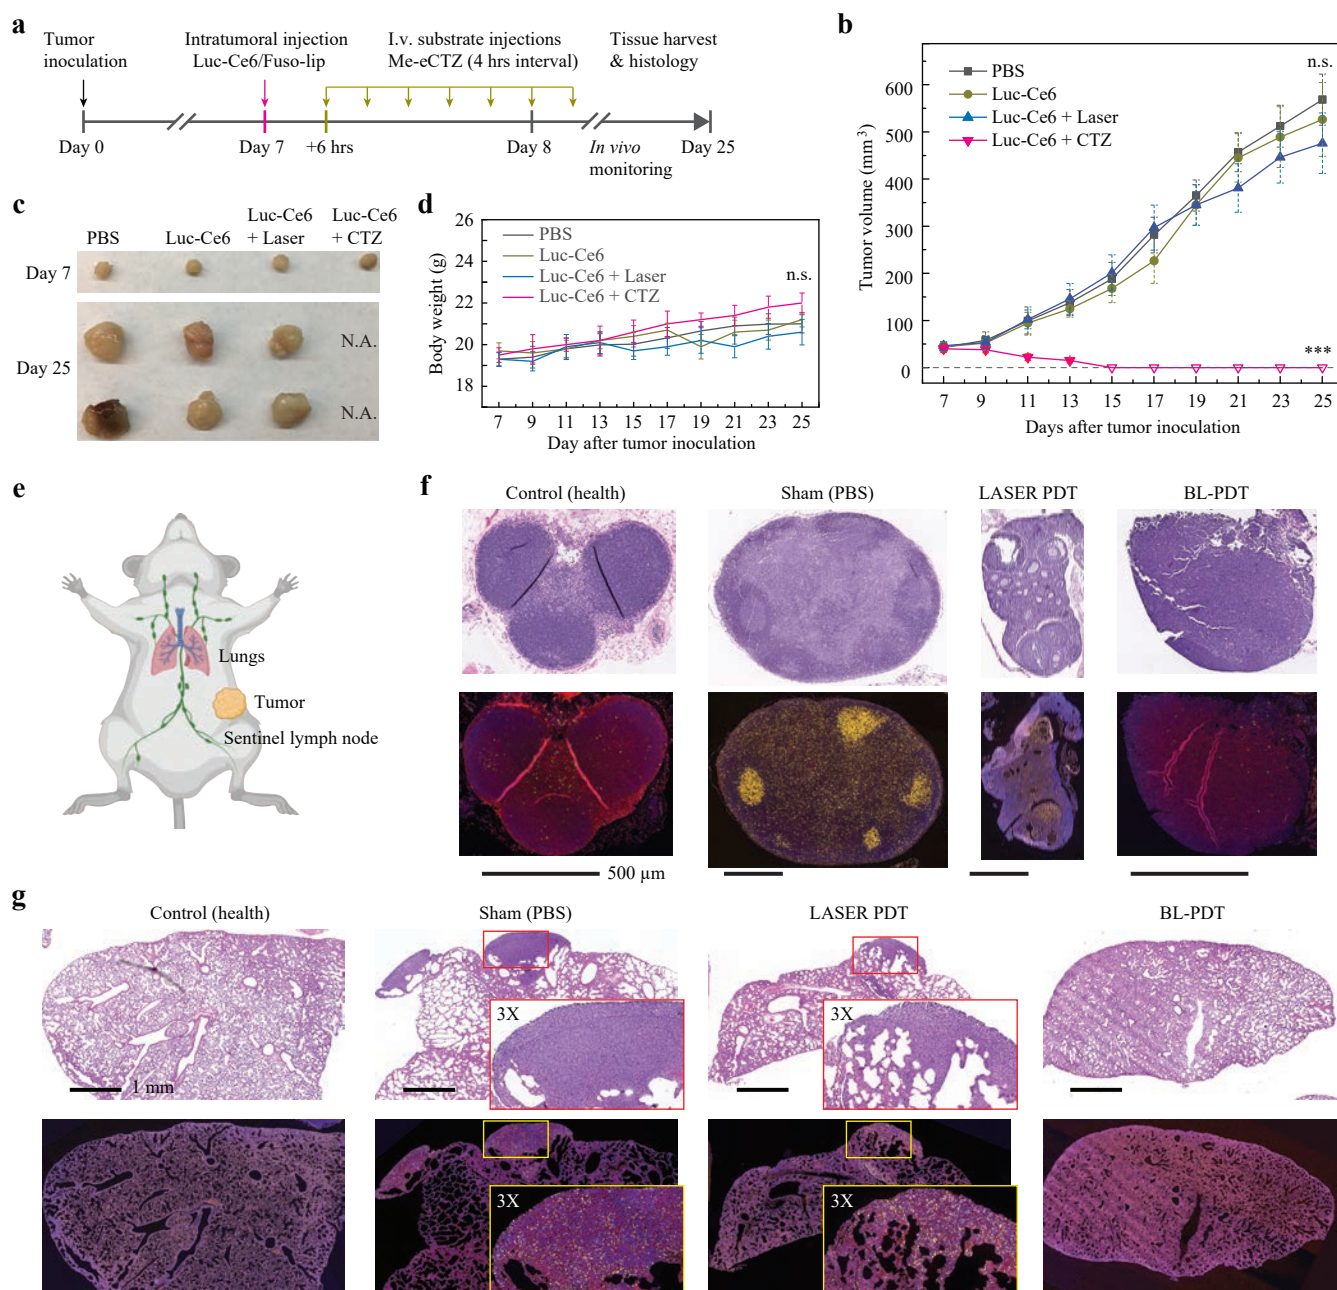 a
Tumor
inoculation
Intratumoral injection
Luc-Ce6/Fuso-lip
I.v. substrate injections
Me-eCTZ (4 hrs interval)
Tissue harvest
& histology
Day 0
Day 7
+6 hrs
Day 8
In vivo
monitoring
Day 25
b
PBS
Luc-Ce6
Luc-Ce6 + Laser
Luc-Ce6 + CTZ
n.s.
***
Tumor volume (mm³)
600
500
400
300
200
100
0
7 9 11 13 15 17 19 21 23 25
Days after tumor inoculation
c
PBS
Luc-Ce6
Luc-Ce6
+ Laser
Luc-Ce6
+ CTZ
Day 7
Day 25
N.A.
N.A.
d
PBS
Luc-Ce6
Luc-Ce6 + Laser
Luc-Ce6 + CTZ
n.s.
Body weight (g)
26
24
22
20
18
7 9 11 13 15 17 19 21 23 25
Day after tumor inoculation
e
Lungs
Tumor
Sentinel lymph node
f
Control (health)
Sham (PBS)
LASER PDT
BL-PDT
500 μm
g
Control (health)
Sham (PBS)
LASER PDT
BL-PDT
1 mm
3X
3X
3X
3X